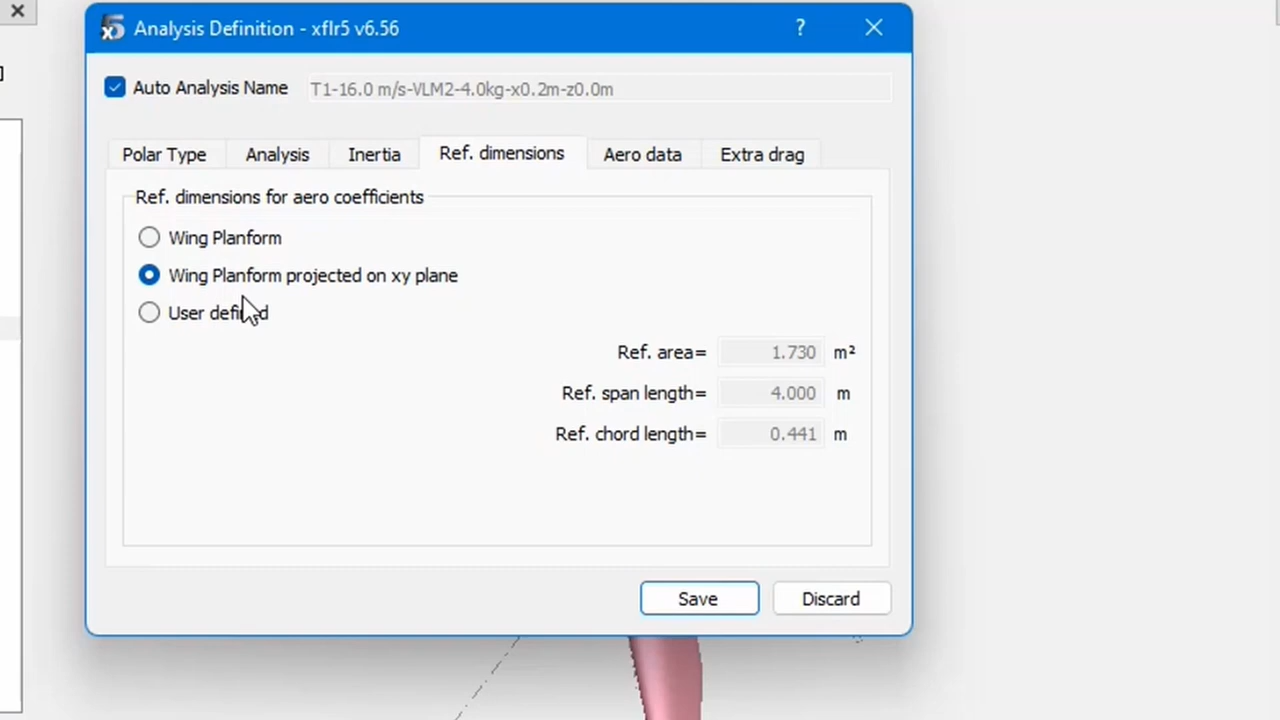 Analysis Definition - xflr5 v6.56
Auto Analysis Name T1-16.0 m/s-VLM2-4.0kg-x0.2m-z0.0m
Polar Type Analysis Inertia Ref. dimensions Aero data Extra drag
Ref. dimensions for aero coefficients
Wing Planform
Wing Planform projected on xy plane
User defined
Ref. area= 1.730 m²
Ref. span length= 4.000 m
Ref. chord length= 0.441 m
Save Discard